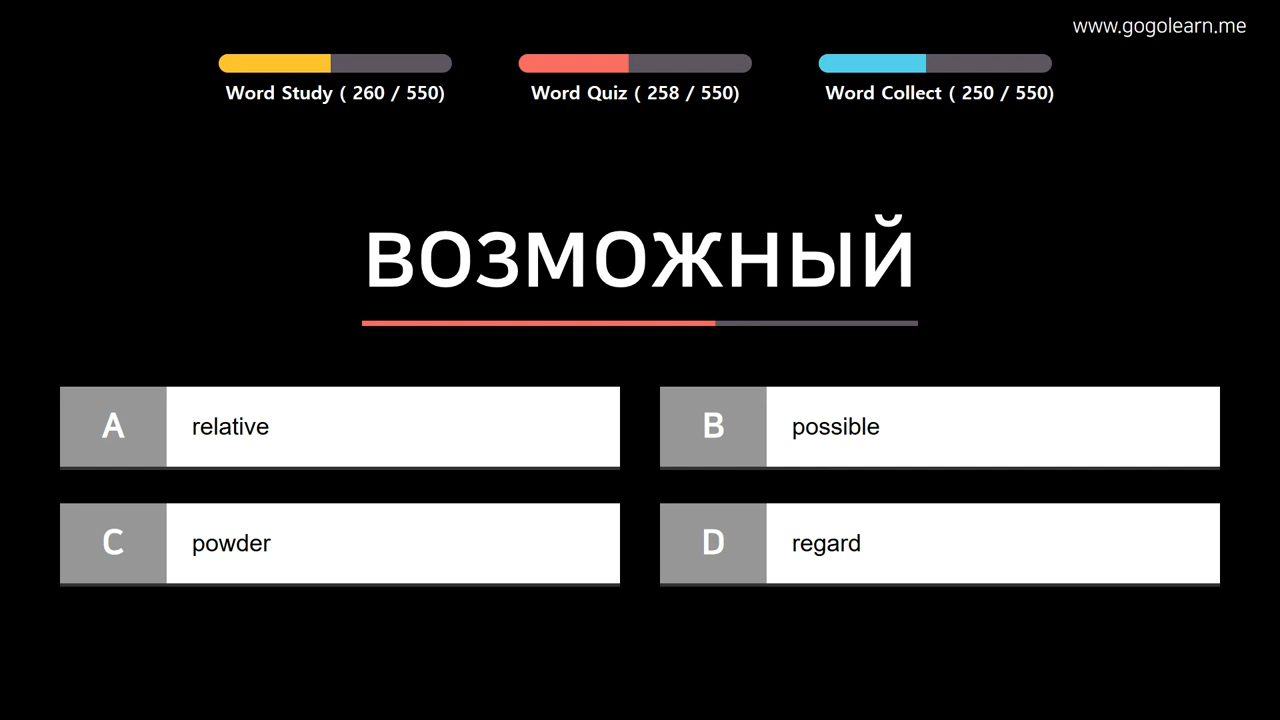 www.gogolearn.me
Word Study ( 260 / 550)
Word Quiz ( 258 / 550)
Word Collect ( 250 / 550)
возможный
A relative
B possible
C powder
D regard